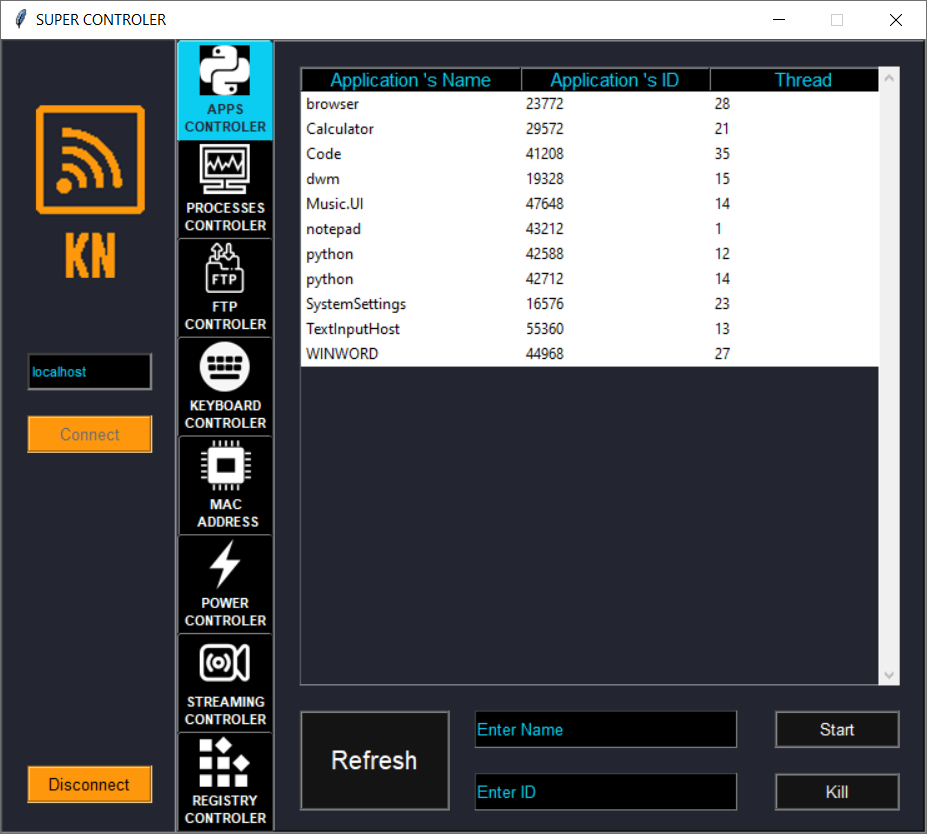 SUPER CONTROLER
KN
localhost
Connect
Disconnect
APPS
CONTROLER
PROCESSES
CONTROLER
FTP
FTP
CONTROLER
KEYBOARD
CONTROLER
MAC
ADDRESS
POWER
CONTROLER
STREAMING
CONTROLER
REGISTRY
CONTROLER
Application 's Name Application 's ID Thread
browser 23772 28
Calculator 29572 21
Code 41208 35
dwm 19328 15
Music.UI 47648 14
notepad 43212 1
python 42588 12
python 42712 14
SystemSettings 16576 23
TextInputHost 55360 13
WINWORD 44968 27
Refresh
Enter Name
Start
Enter ID
Kill